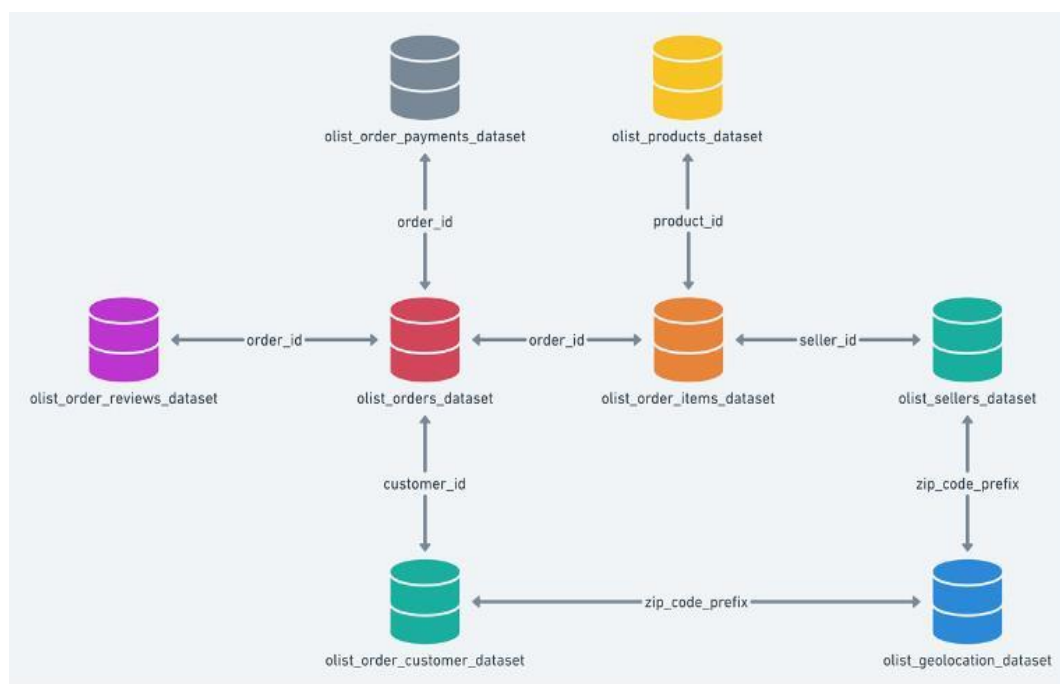 olist_order_payments_dataset
olist_products_dataset
order_id
product_id
order_id
order_id
seller_id
olist_order_reviews_dataset
olist_orders_dataset
olist_order_items_dataset
olist_sellers_dataset
customer_id
zip_code_prefix
zip_code_prefix
olist_order_customer_dataset
olist_geolocation_dataset